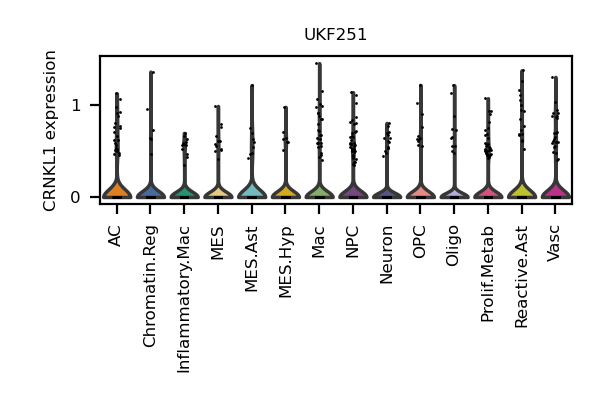 UKF251
CRNKL1 expression
1
0
AC
Chromatin.Reg
Inflammatory.Mac
MES
MES.Ast
MES.Hyp
Mac
NPC
Neuron
OPC
Oligo
Prolif.Metab
Reactive.Ast
Vasc